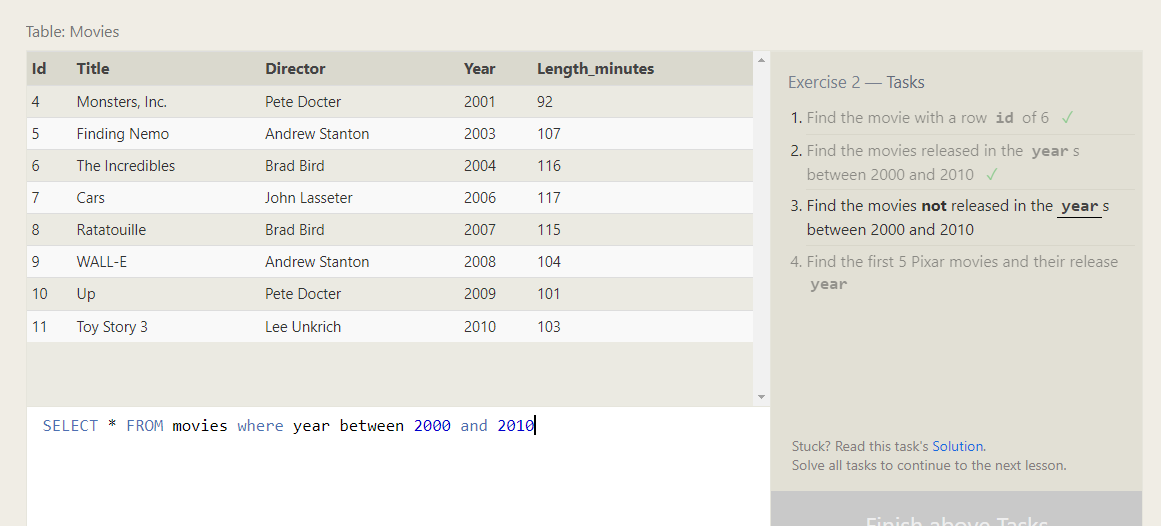 Table: Movies
Id Title Director Year Length_minutes
4 Monsters, Inc. Pete Docter 2001 92
5 Finding Nemo Andrew Stanton 2003 107
6 The Incredibles Brad Bird 2004 116
7 Cars John Lasseter 2006 117
8 Ratatouille Brad Bird 2007 115
9 WALL-E Andrew Stanton 2008 104
10 Up Pete Docter 2009 101
11 Toy Story 3 Lee Unkrich 2010 103
SELECT * FROM movies where year between 2000 and 2010
Exercise 2 — Tasks
1. Find the movie with a row id of 6 ✓
2. Find the movies released in the years
between 2000 and 2010 ✓
3. Find the movies not released in the years
between 2000 and 2010
4. Find the first 5 Pixar movies and their release
year
Stuck? Read this task's Solution.
Solve all tasks to continue to the next lesson.
Finish above Tasks